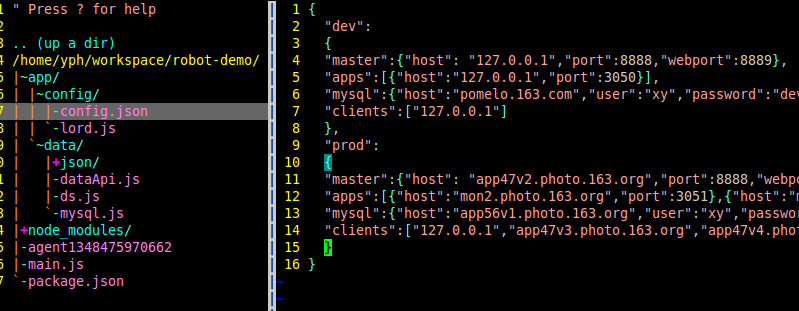 " Press ? for help
.. (up a dir)
/home/yph/workspace/robot-demo/
|~app/
| |~config/
| | |-config.json
| | `-lord.js
| `~data/
|   |+json/
|   |-dataApi.js
|   |-ds.js
|   `-mysql.js
|+node_modules/
|-agent1348475970662
|-main.js
`-package.json
1 {
2   "dev":
3   {
4   "master":{"host": "127.0.0.1","port":8888,"webport":8889},
5   "apps":[{"host":"127.0.0.1","port":3050}],
6   "mysql":{"host":"pomelo.163.com","user":"xy","password":"dev
7   "clients":["127.0.0.1"]
8   },
9   "prod":
10   {
11   "master":{"host": "app47v2.photo.163.org","port":8888,"webpo
12   "apps":[{"host":"mon2.photo.163.org","port":3051},{"host":"m
13   "mysql":{"host":"app56v1.photo.163.org","user":"xy","passwor
14   "clients":["127.0.0.1","app47v3.photo.163.org","app47v4.phot
15   }
16 }
~
~